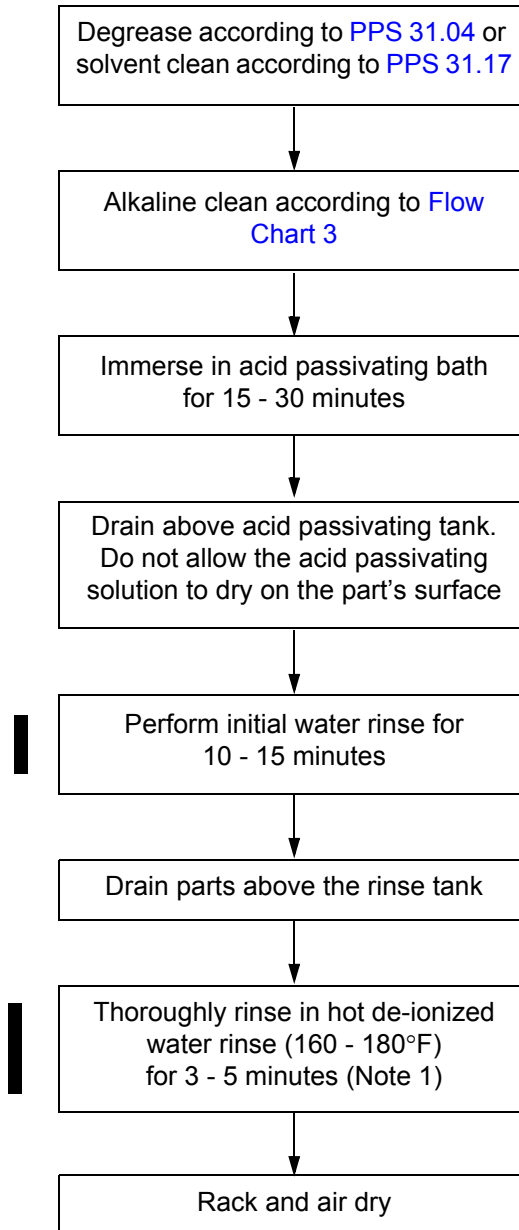 Degrease according to PPS 31.04 or
solvent clean according to PPS 31.17
Alkaline clean according to Flow
Chart 3
Immerse in acid passivating bath
for 15 - 30 minutes
Drain above acid passivating tank.
Do not allow the acid passivating
solution to dry on the part's surface
Perform initial water rinse for
10 - 15 minutes
Drain parts above the rinse tank
Thoroughly rinse in hot de-ionized
water rinse (160 - 180°F)
for 3 - 5 minutes (Note 1)
Rack and air dry